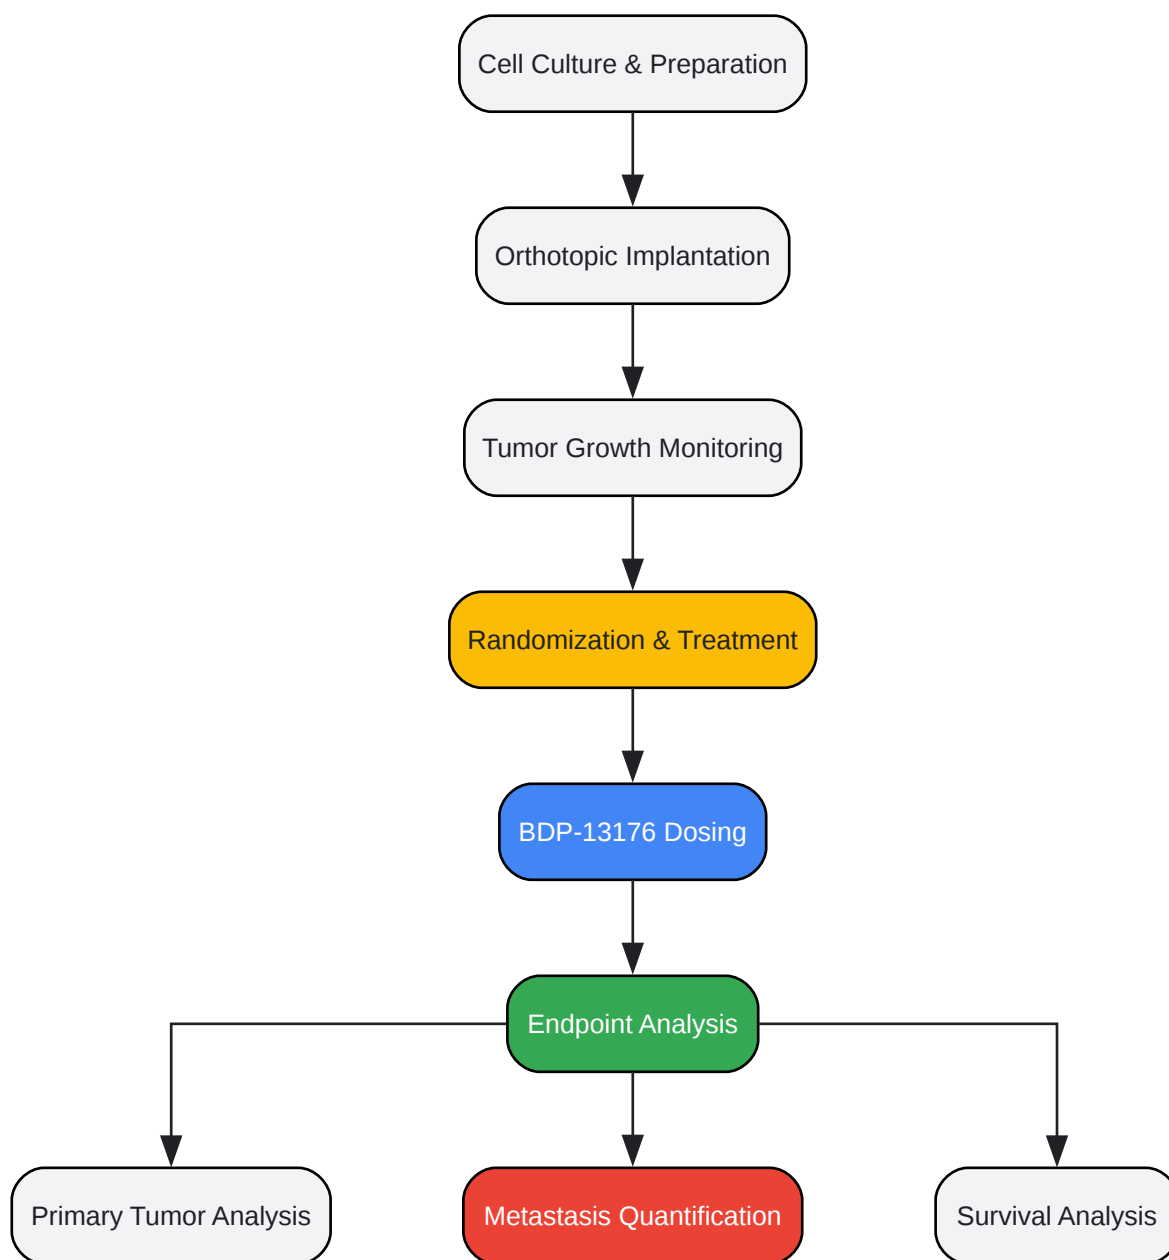 Cell Culture & Preparation
Orthotopic Implantation
Tumor Growth Monitoring
Randomization & Treatment
BDP-13176 Dosing
Endpoint Analysis
Primary Tumor Analysis
Metastasis Quantification
Survival Analysis